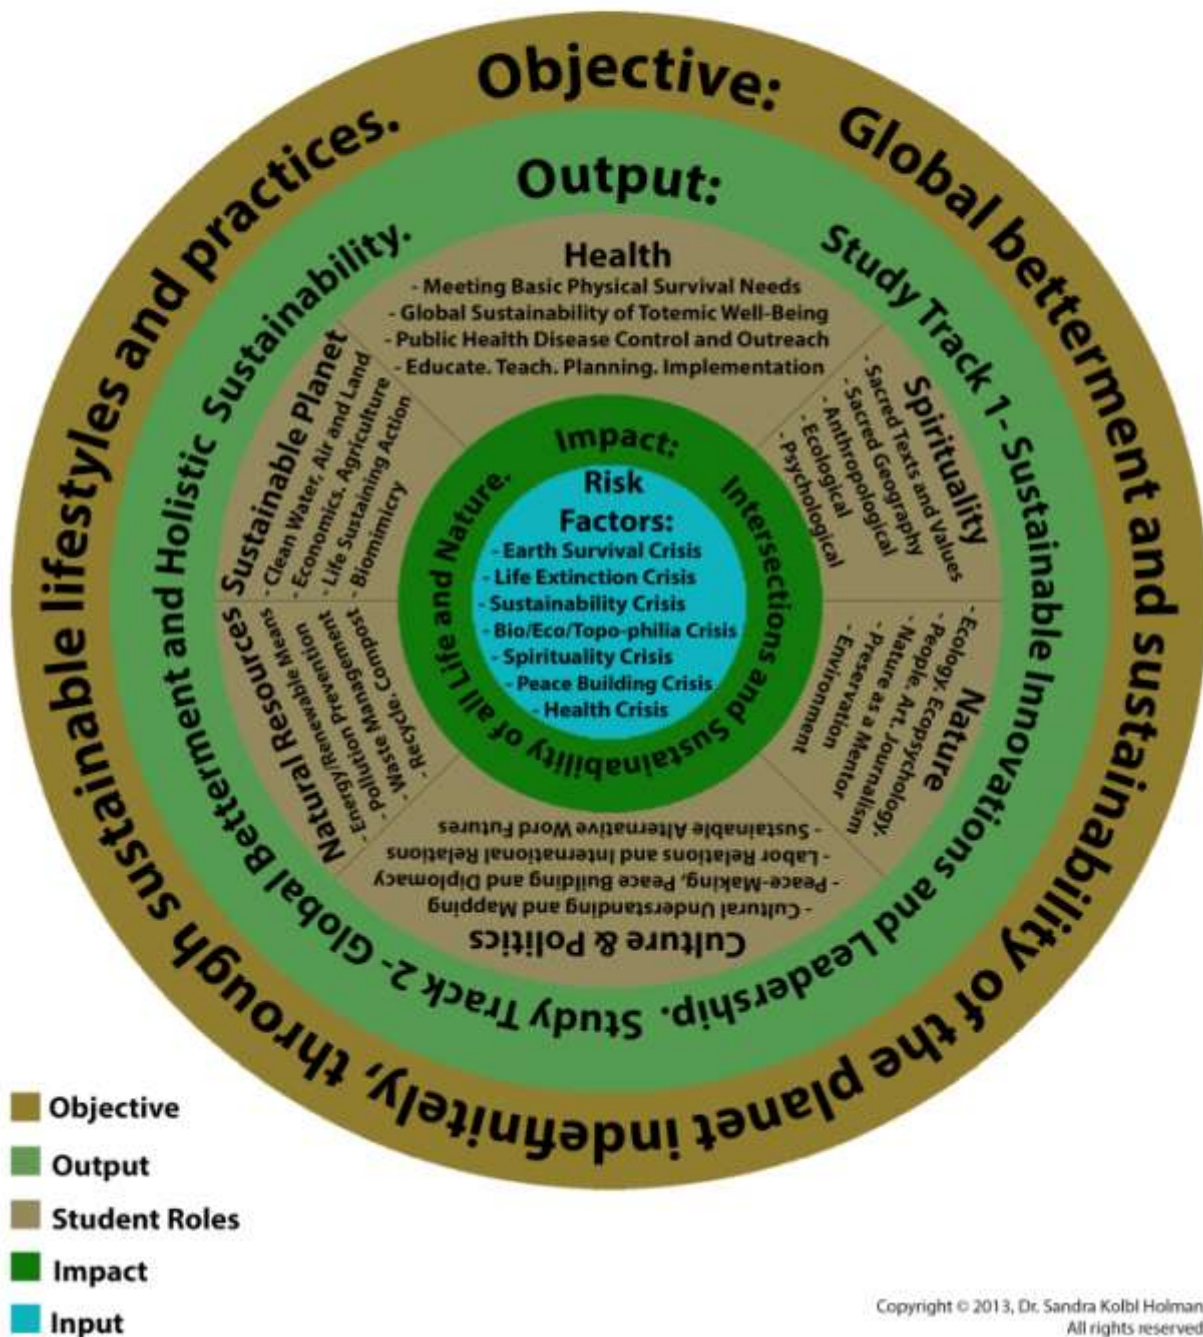 Objective: Global betterment and sustainability of the planet indefinitely, through sustainable lifestyles and practices.
Output: Study Track 1 - Sustainable Innovations and Leadership. Study Track 2- Global Betterment and Holistic Sustainability.
Health
- Meeting Basic Physical Survival Needs
- Global Sustainability of Totemic Well-Being
- Public Health Disease Control and Outreach
- Educate. Teach. Planning. Implementation
Spirituality
- Sacred Texts and Values
- Sacred Geography
- Anthropological
- Ecological
- Psychological
Nature
- Ecology. Ecopsychology.
- People. Art. Journalism
- Nature as a Mentor
- Preservation
- Environment
Culture & Politics
- Cultural Understanding and Mapping
- Peace-Making, Peace Building and Diplomacy
- Labor Relations and International Relations
- Sustainable Alternative Word Futures
Natural Resources
- Energy/Renewable Means
- Pollution Prevention
- Waste Management
- Recycle. Compost
Sustainable Planet
- Clean Water, Air and Land
- Economics. Agriculture
- Life Sustaining Action
- Biomimicry
Impact: Intersections and Sustainability of all Life and Nature.
Risk
Factors:
- Earth Survival Crisis
- Life Extinction Crisis
- Sustainability Crisis
- Bio/Eco/Topo-philia Crisis
- Spirituality Crisis
- Peace Building Crisis
- Health Crisis
Objective
Output
Student Roles
Impact
Input
Copyright © 2013, Dr. Sandra Kolbl Holman
All rights reserved